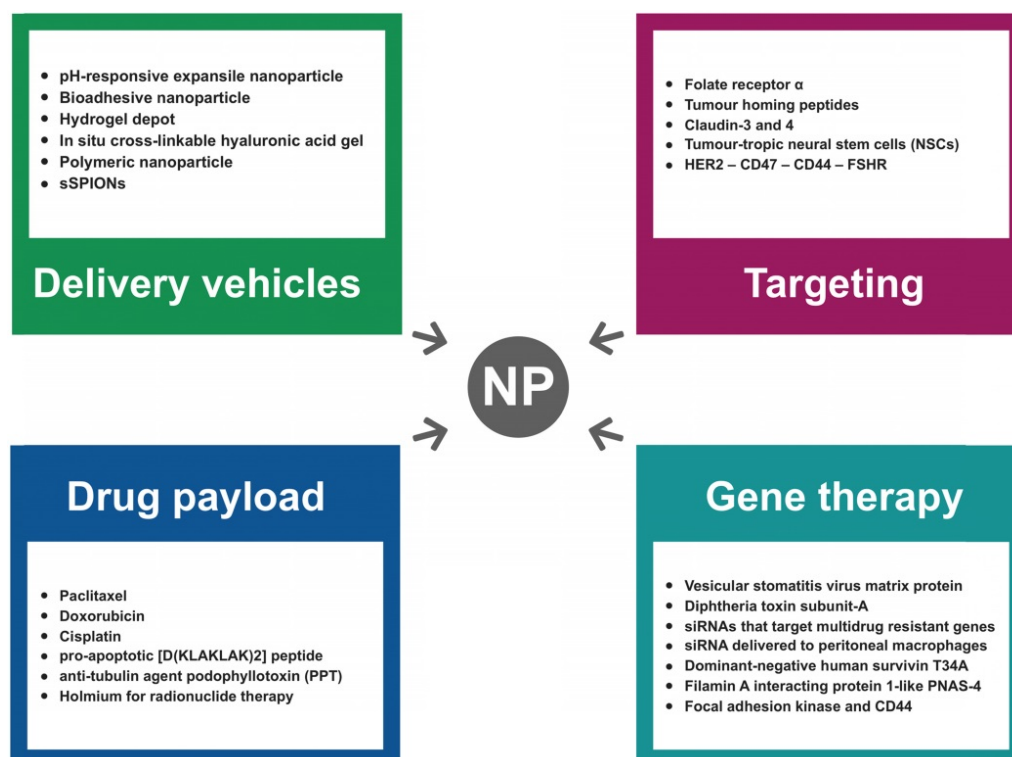 • pH-responsive expansile nanoparticle
• Bioadhesive nanoparticle
• Hydrogel depot
• In situ cross-linkable hyaluronic acid gel
• Polymeric nanoparticle
• sSPIONs
Delivery vehicles
• Folate receptor α
• Tumour homing peptides
• Claudin-3 and 4
• Tumour-tropic neural stem cells (NSCs)
• HER2 – CD47 – CD44 – FSHR
Targeting
NP
Drug payload
• Paclitaxel
• Doxorubicin
• Cisplatin
• pro-apoptotic [D(KLAKLAK)2] peptide
• anti-tubulin agent podophyllotoxin (PPT)
• Holmium for radionuclide therapy
Gene therapy
• Vesicular stomatitis virus matrix protein
• Diphtheria toxin subunit-A
• siRNAs that target multidrug resistant genes
• siRNA delivered to peritoneal macrophages
• Dominant-negative human survivin T34A
• Filamin A interacting protein 1-like PNAS-4
• Focal adhesion kinase and CD44